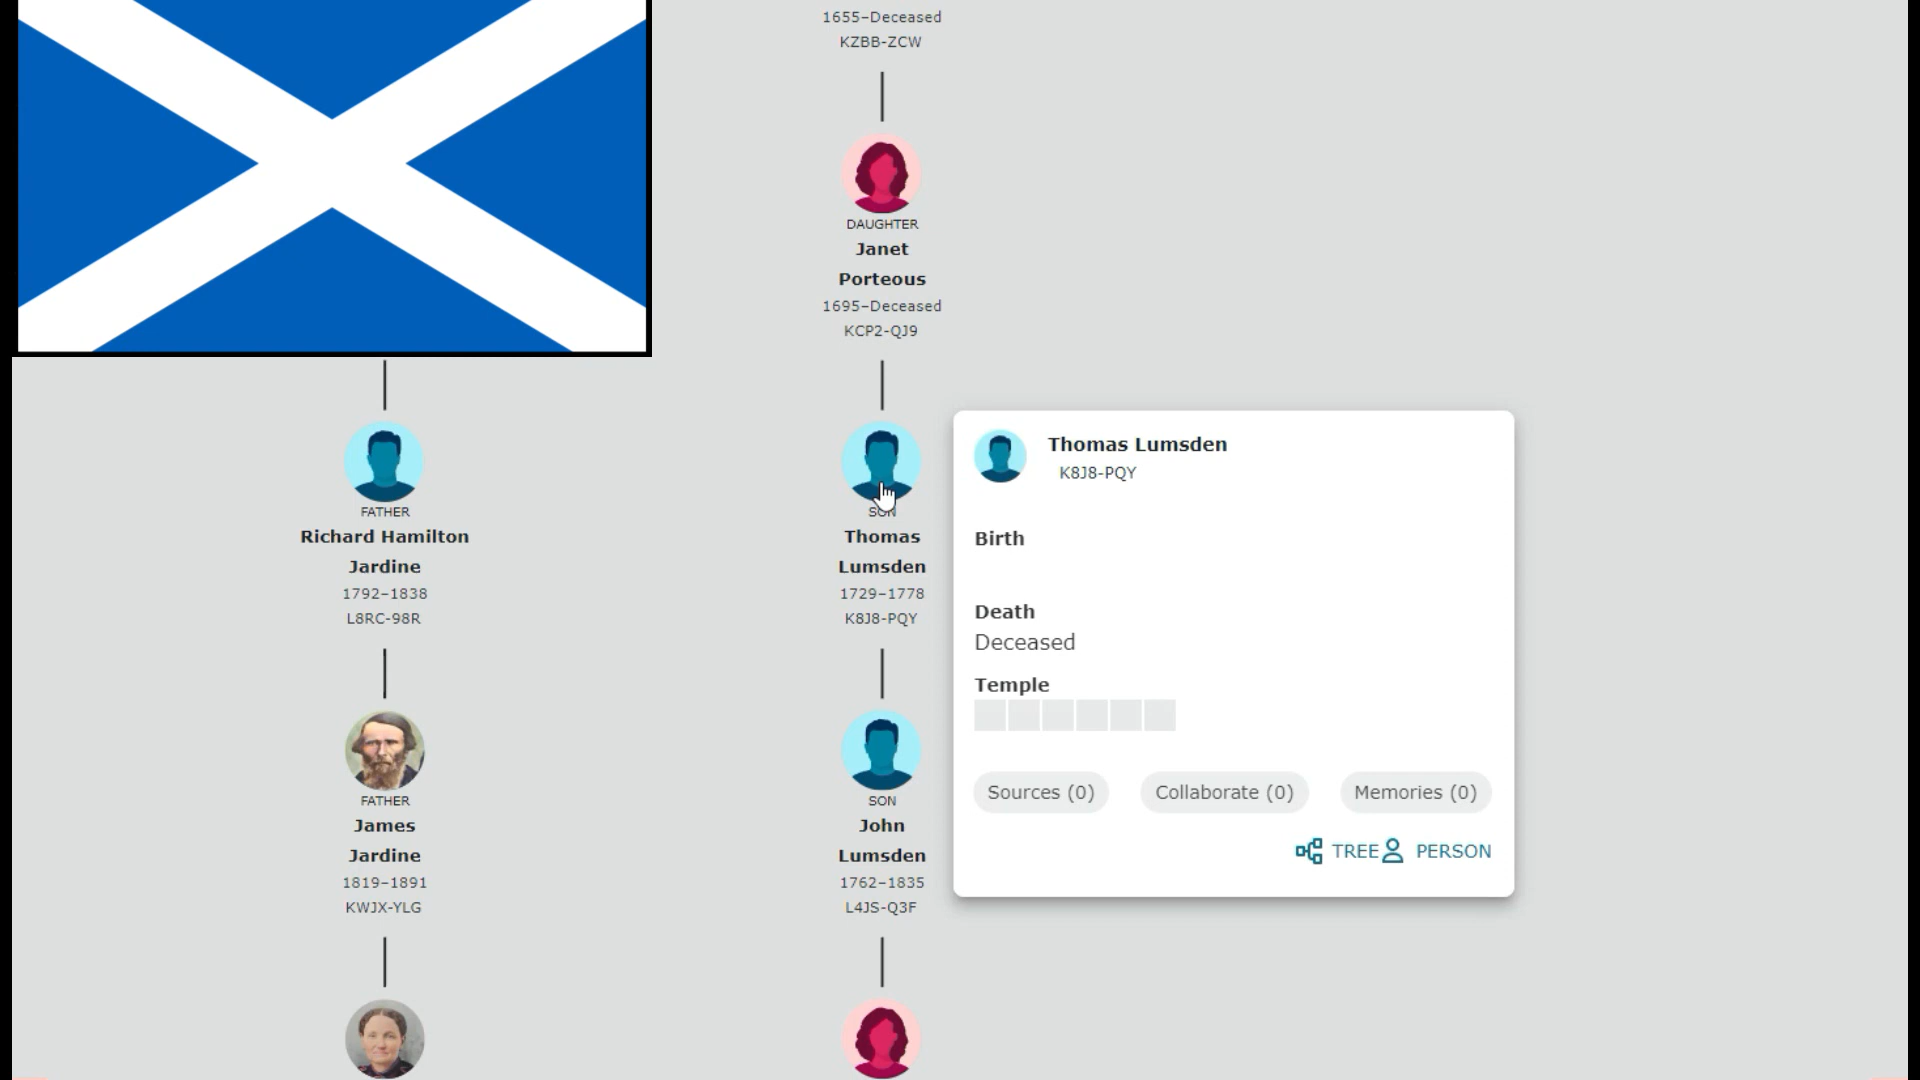 1655–Deceased
KZBB-ZCW
DAUGHTER
Janet
Porteous
1695–Deceased
KCP2-QJ9
FATHER
Richard Hamilton
Jardine
1792–1838
L8RC-98R
FATHER
James
Jardine
1819–1891
KWJX-YLG
SON
Thomas
Lumsden
1729–1778
K8J8-PQY
SON
John
Lumsden
1762–1835
L4JS-Q3F
Thomas Lumsden
K8J8-PQY
Birth
Death
Deceased
Temple
Sources (0) Collaborate (0) Memories (0)
TREE PERSON